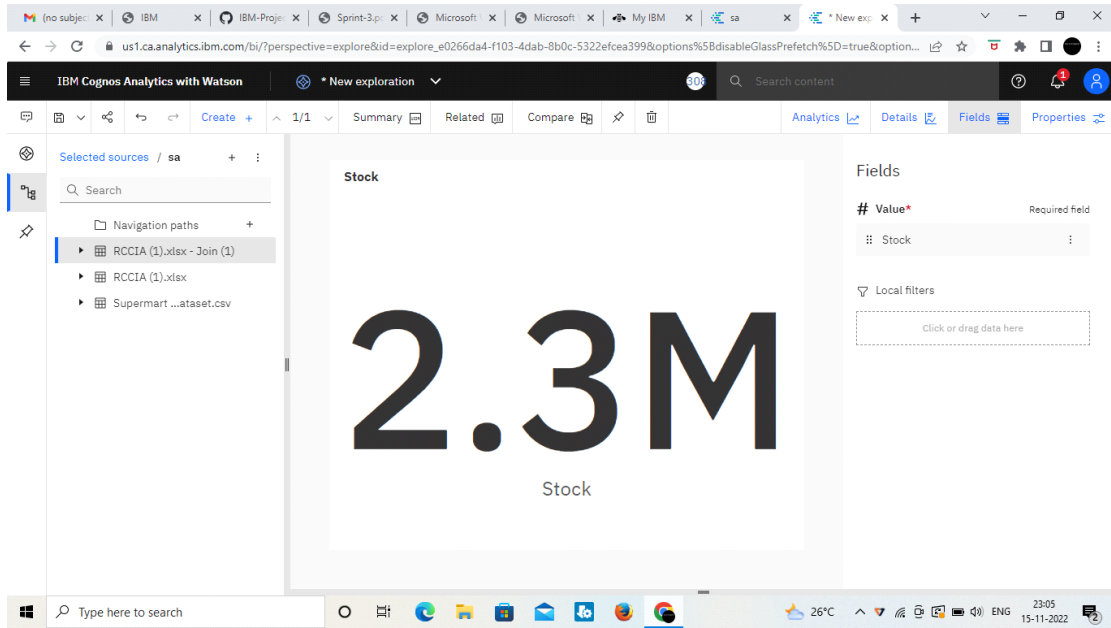 (no subjec
IBM
IBM-Projec
Sprint-3.pc
Microsoft
Microsoft
My IBM
sa
* New exp
us1.ca.analytics.ibm.com/bi/?perspective=explore&id=explore_e0266da4-f103-4dab-8b0c-5322efcea399&options%5BdisableGlassPrefetch%5D=true&option...
IBM Cognos Analytics with Watson
* New exploration
Search content
1
Create +
1/1
Summary
Related
Compare
Analytics
Details
Fields
Properties
Selected sources / sa
Search
Navigation paths
RCCIA (1).xlsx - Join (1)
RCCIA (1).xlsx
Supermart ...ataset.csv
Stock
2.3M
Stock
Fields
# Value*
Required field
Stock
Local filters
Click or drag data here
Type here to search
26°C
ENG
23:05
15-11-2022
2